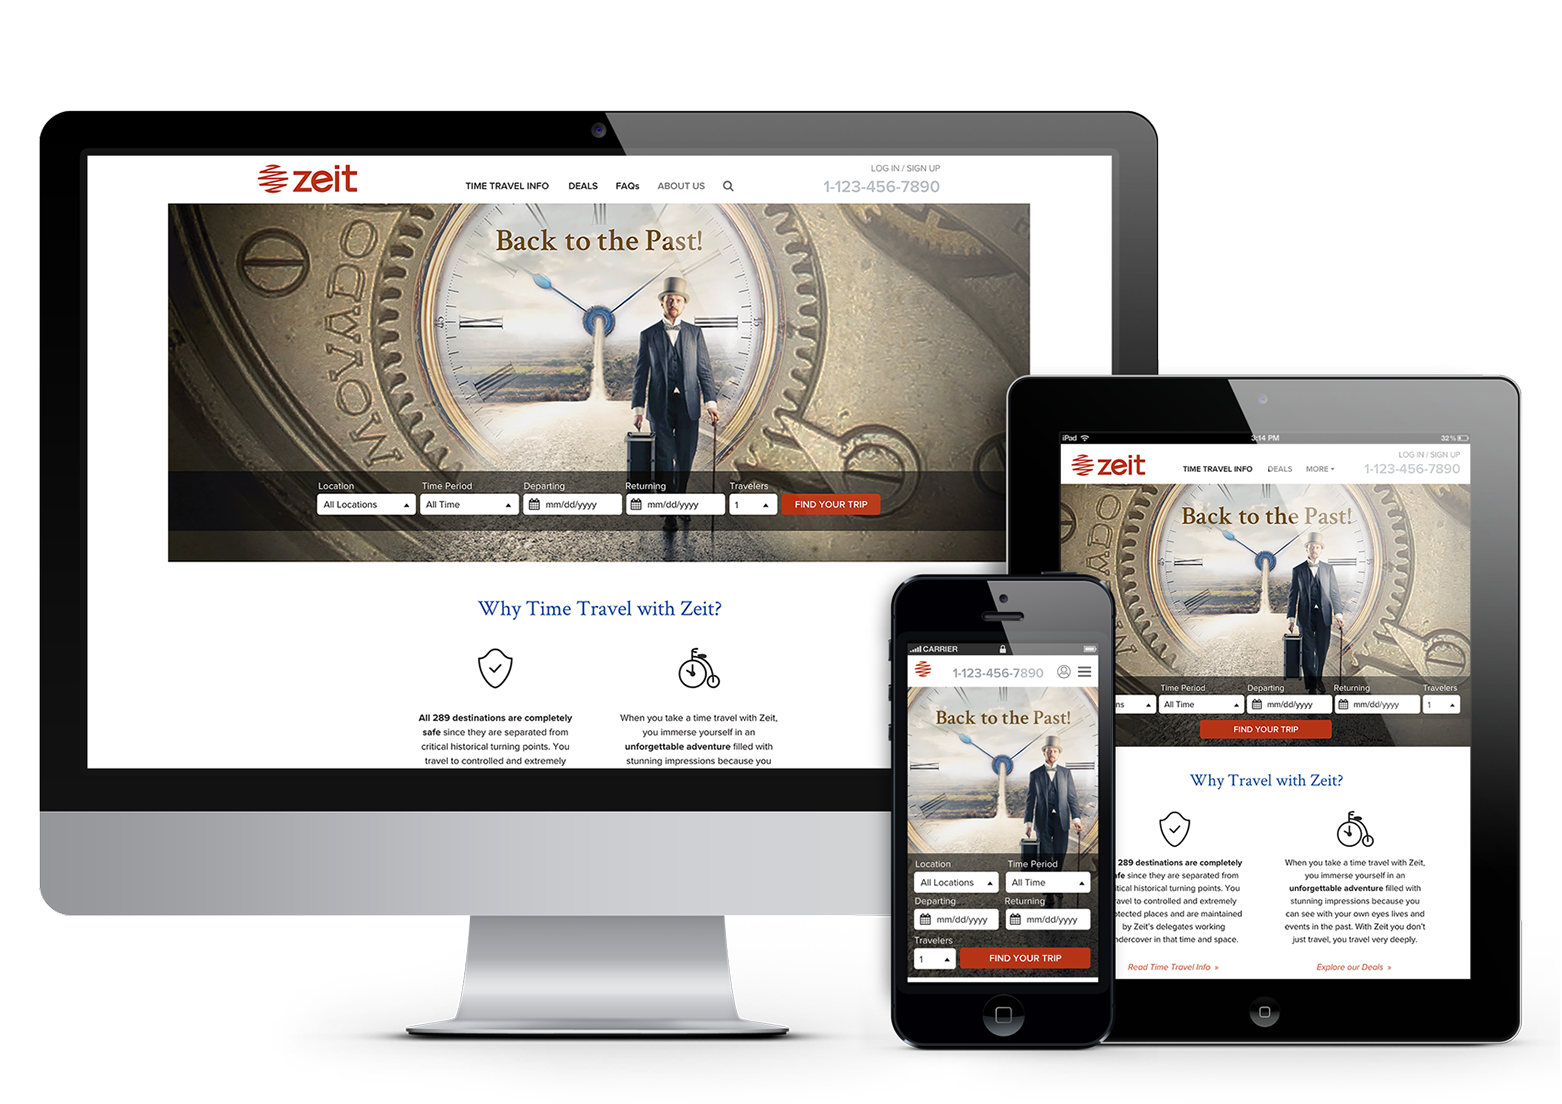 zeit
TIME TRAVEL INFO DEALS FAQs ABOUT US
LOG IN / SIGN UP
1-123-456-7890
Back to the Past!
MOVADO
45
Location Time Period Departing Returning Travelers
All Locations All Time mm/dd/yyyy mm/dd/yyyy 1 FIND YOUR TRIP
Why Time Travel with Zeit?
All 289 destinations are completely
safe since they are separated from
critical historical turning points. You
travel to controlled and extremely
When you take a time travel with Zeit,
you immerse yourself in an
unforgettable adventure filled with
stunning impressions because you
iPad 3:14 PM 32%
zeit
TIME TRAVEL INFO DEALS MORE
LOG IN / SIGN UP
1-123-456-7890
Back to the Past!
Time Period Departing Returning Travelers
ns All Time mm/dd/yyyy mm/dd/yyyy 1
FIND YOUR TRIP
Why Travel with Zeit?
289 destinations are completely
fe since they are separated from
itical historical turning points. You
avel to controlled and extremely
otected places and are maintained
by Zeit's delegates working
ndercover in that time and space.
Read Time Travel Info »
When you take a time travel with Zeit,
you immerse yourself in an
unforgettable adventure filled with
stunning impressions because you
can see with your own eyes lives and
events in the past. With Zeit you don't
just travel, you travel very deeply.
Explore our Deals »
CARRIER
1-123-456-7890
Back to the Past!
Location Time Period
All Locations All Time
Departing Returning
mm/dd/yyyy mm/dd/yyyy
Travelers
1 FIND YOUR TRIP